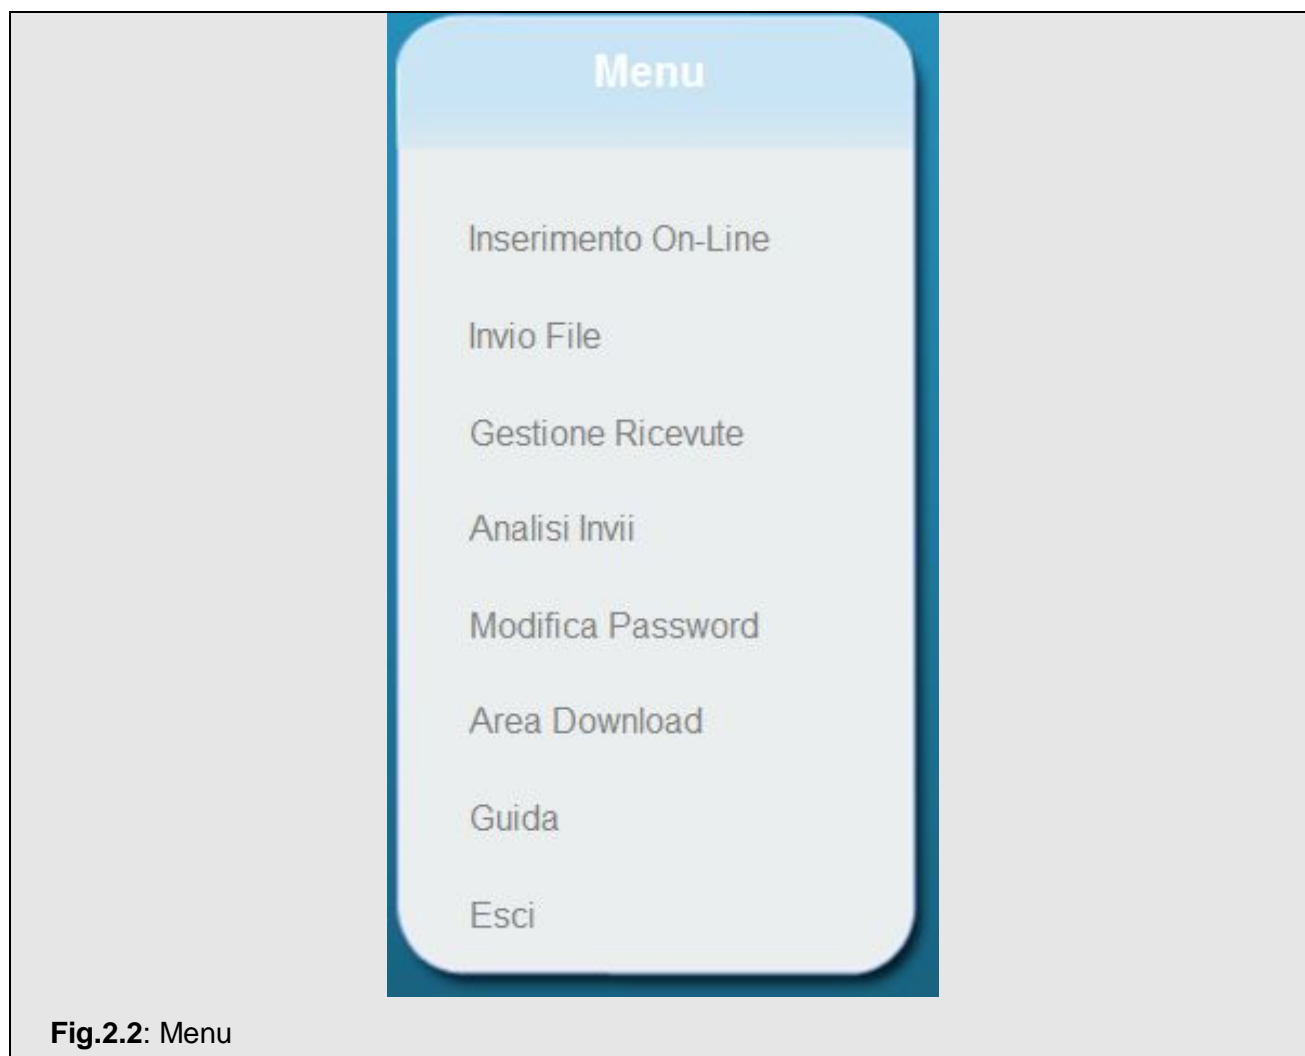 Menu
Inserimento On-Line
Invio File
Gestione Ricevute
Analisi Invii
Modifica Password
Area Download
Guida
Esci
Fig.2.2: Menu